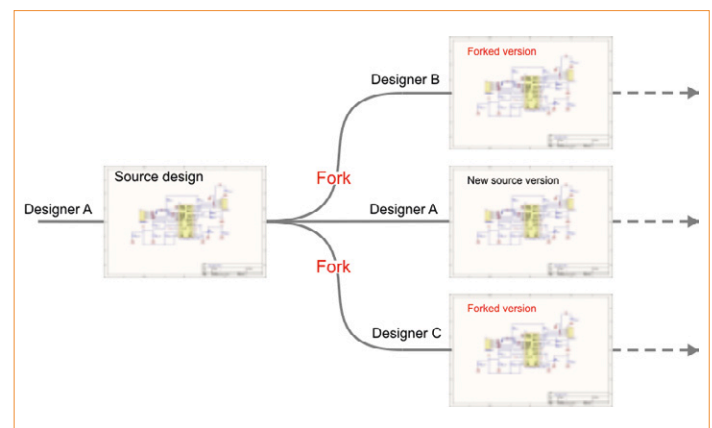 Forked version
Designer B
Source design
Fork
Designer A
Designer A
New source version
Fork
Forked version
Designer C